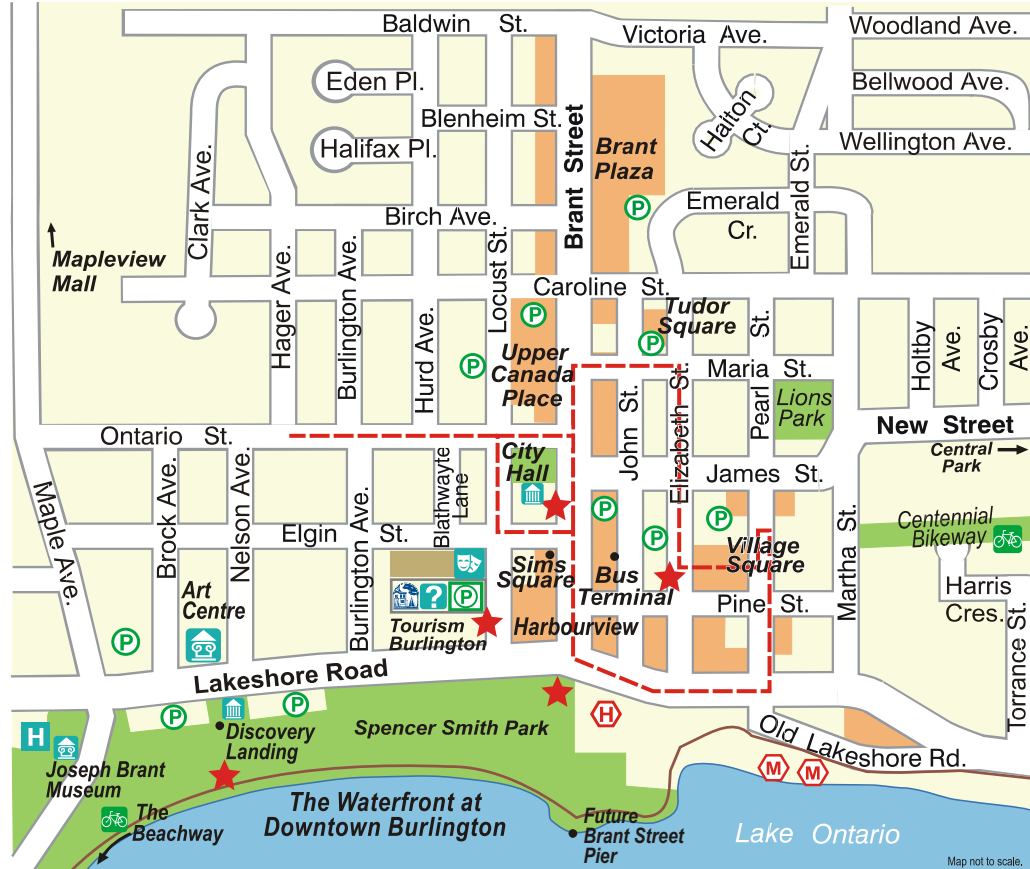 Baldwin St.
Victoria Ave.
Woodland Ave.
Eden Pl.
Bellwood Ave.
Blenheim St.
Halton
Ct.
Halifax Pl.
Brant Street
Brant
Plaza
Wellington Ave.
Clark Ave.
Emerald St.
Emerald
Cr.
Birch Ave.
Mapleview
Mall
Hager Ave.
Burlington Ave.
Hurd Ave.
Locust St.
Caroline St.
P
P
P
P
Tudor
Square
Upper
Canada
Place
Maria St.
Pearl St.
Holtby Ave.
Crosby Ave.
Lions
Park
John St.
Elizabeth St.
New Street
Central
Park
Ontario St.
City
Hall
James St.
Maple Ave.
Brock Ave.
Nelson Ave.
Burlington Ave.
Blathwayte
Lane
Elgin St.
P
P
P
Martha St.
Centennial
Bikeway
Sims
Square
Bus
Terminal
Village
Square
Harris
Cres.
Art
Centre
?
P
Pine St.
Tourism
Burlington
Harbourview
P
Torrance St.
Lakeshore Road
P
P
Spencer Smith Park
H
H
Discovery
Landing
Old Lakeshore Rd.
M
M
Joseph Brant
Museum
The
Beachway
The Waterfront at
Downtown Burlington
Future
Brant Street
Pier
Lake Ontario
Map not to scale.